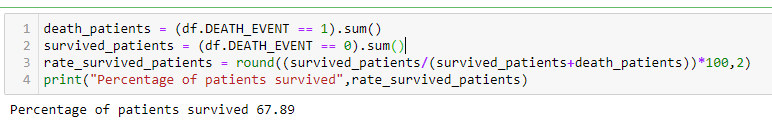 1 death_patients = (df.DEATH_EVENT == 1).sum()
2 survived_patients = (df.DEATH_EVENT == 0).sum()
3 rate_survived_patients = round((survived_patients/(survived_patients+death_patients))*100,2)
4 print("Percentage of patients survived",rate_survived_patients)
Percentage of patients survived 67.89